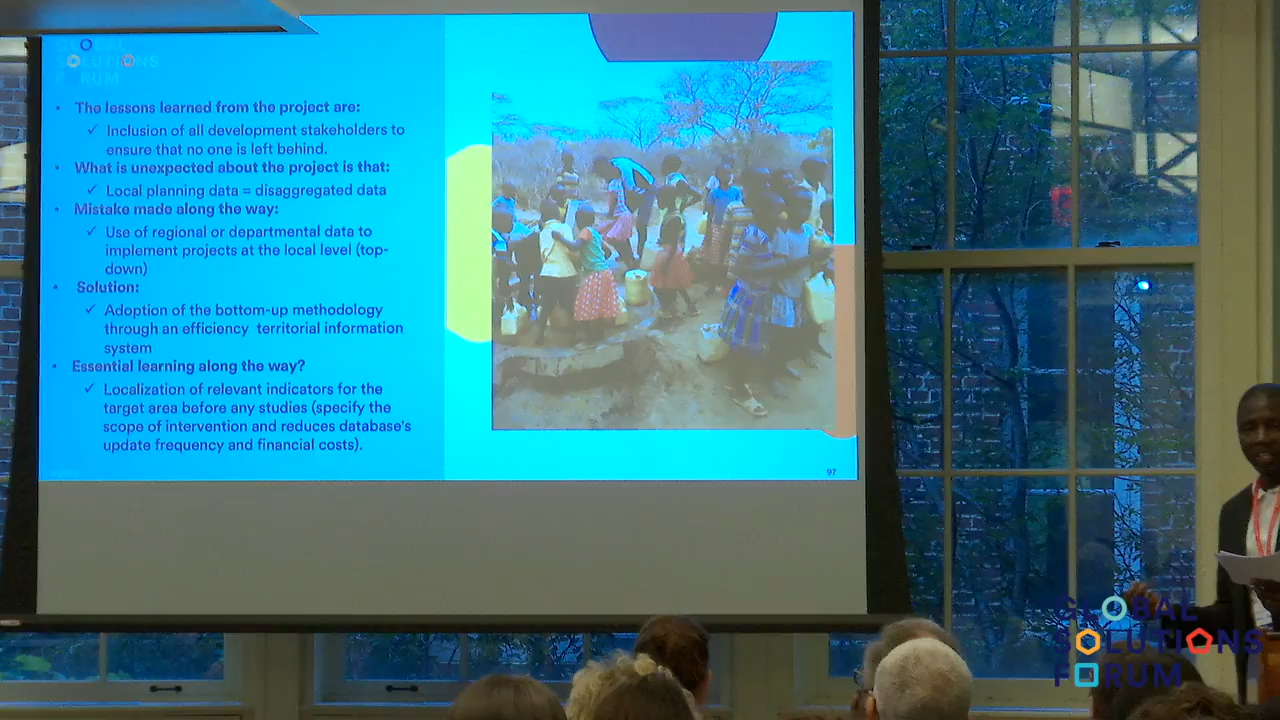 GLOBAL
SOLUTIONS
FORUM
• The lessons learned from the project are:
✓ Inclusion of all development stakeholders to
ensure that no one is left behind.
• What is unexpected about the project is that:
✓ Local planning data = disaggregated data
• Mistake made along the way:
✓ Use of regional or departmental data to
implement projects at the local level (top-
down)
• Solution:
✓ Adoption of the bottom-up methodology
through an efficiency territorial information
system
• Essential learning along the way?
✓ Localization of relevant indicators for the
target area before any studies (specify the
scope of intervention and reduces database's
update frequency and financial costs).
97
GLOBAL
SOLUTIONS
FORUM